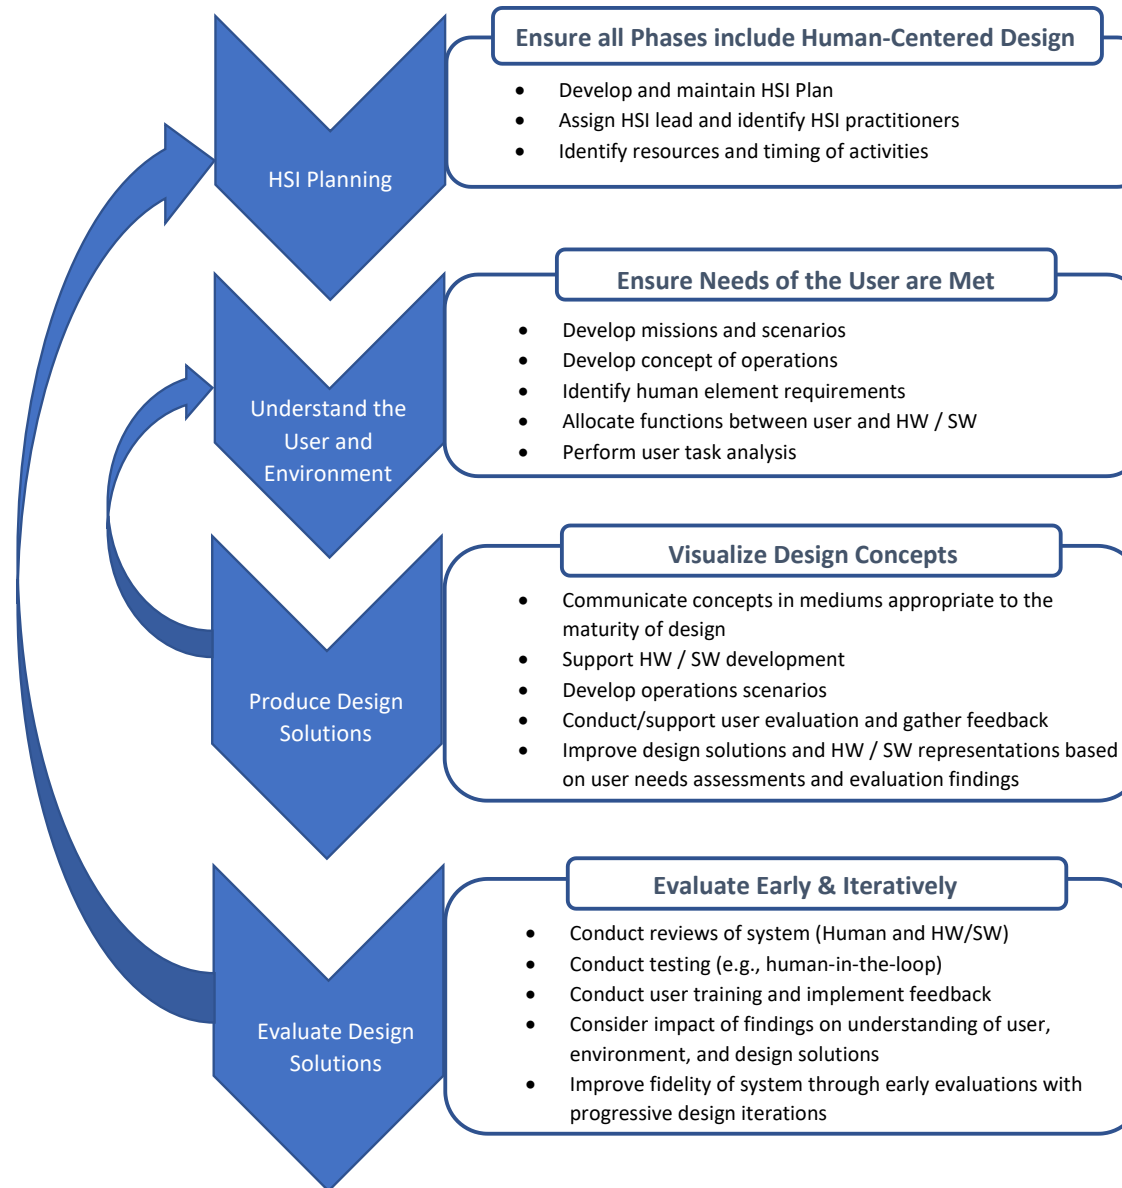 Ensure all Phases include Human-Centered Design
• Develop and maintain HSI Plan
• Assign HSI lead and identify HSI practitioners
• Identify resources and timing of activities
HSI Planning
Ensure Needs of the User are Met
• Develop missions and scenarios
• Develop concept of operations
• Identify human element requirements
• Allocate functions between user and HW / SW
• Perform user task analysis
Understand the
User and
Environment
Visualize Design Concepts
• Communicate concepts in mediums appropriate to the
maturity of design
• Support HW / SW development
• Develop operations scenarios
• Conduct/support user evaluation and gather feedback
• Improve design solutions and HW / SW representations based
on user needs assessments and evaluation findings
Produce Design
Solutions
Evaluate Early & Iteratively
• Conduct reviews of system (Human and HW/SW)
• Conduct testing (e.g., human-in-the-loop)
• Conduct user training and implement feedback
• Consider impact of findings on understanding of user,
environment, and design solutions
• Improve fidelity of system through early evaluations with
progressive design iterations
Evaluate Design
Solutions